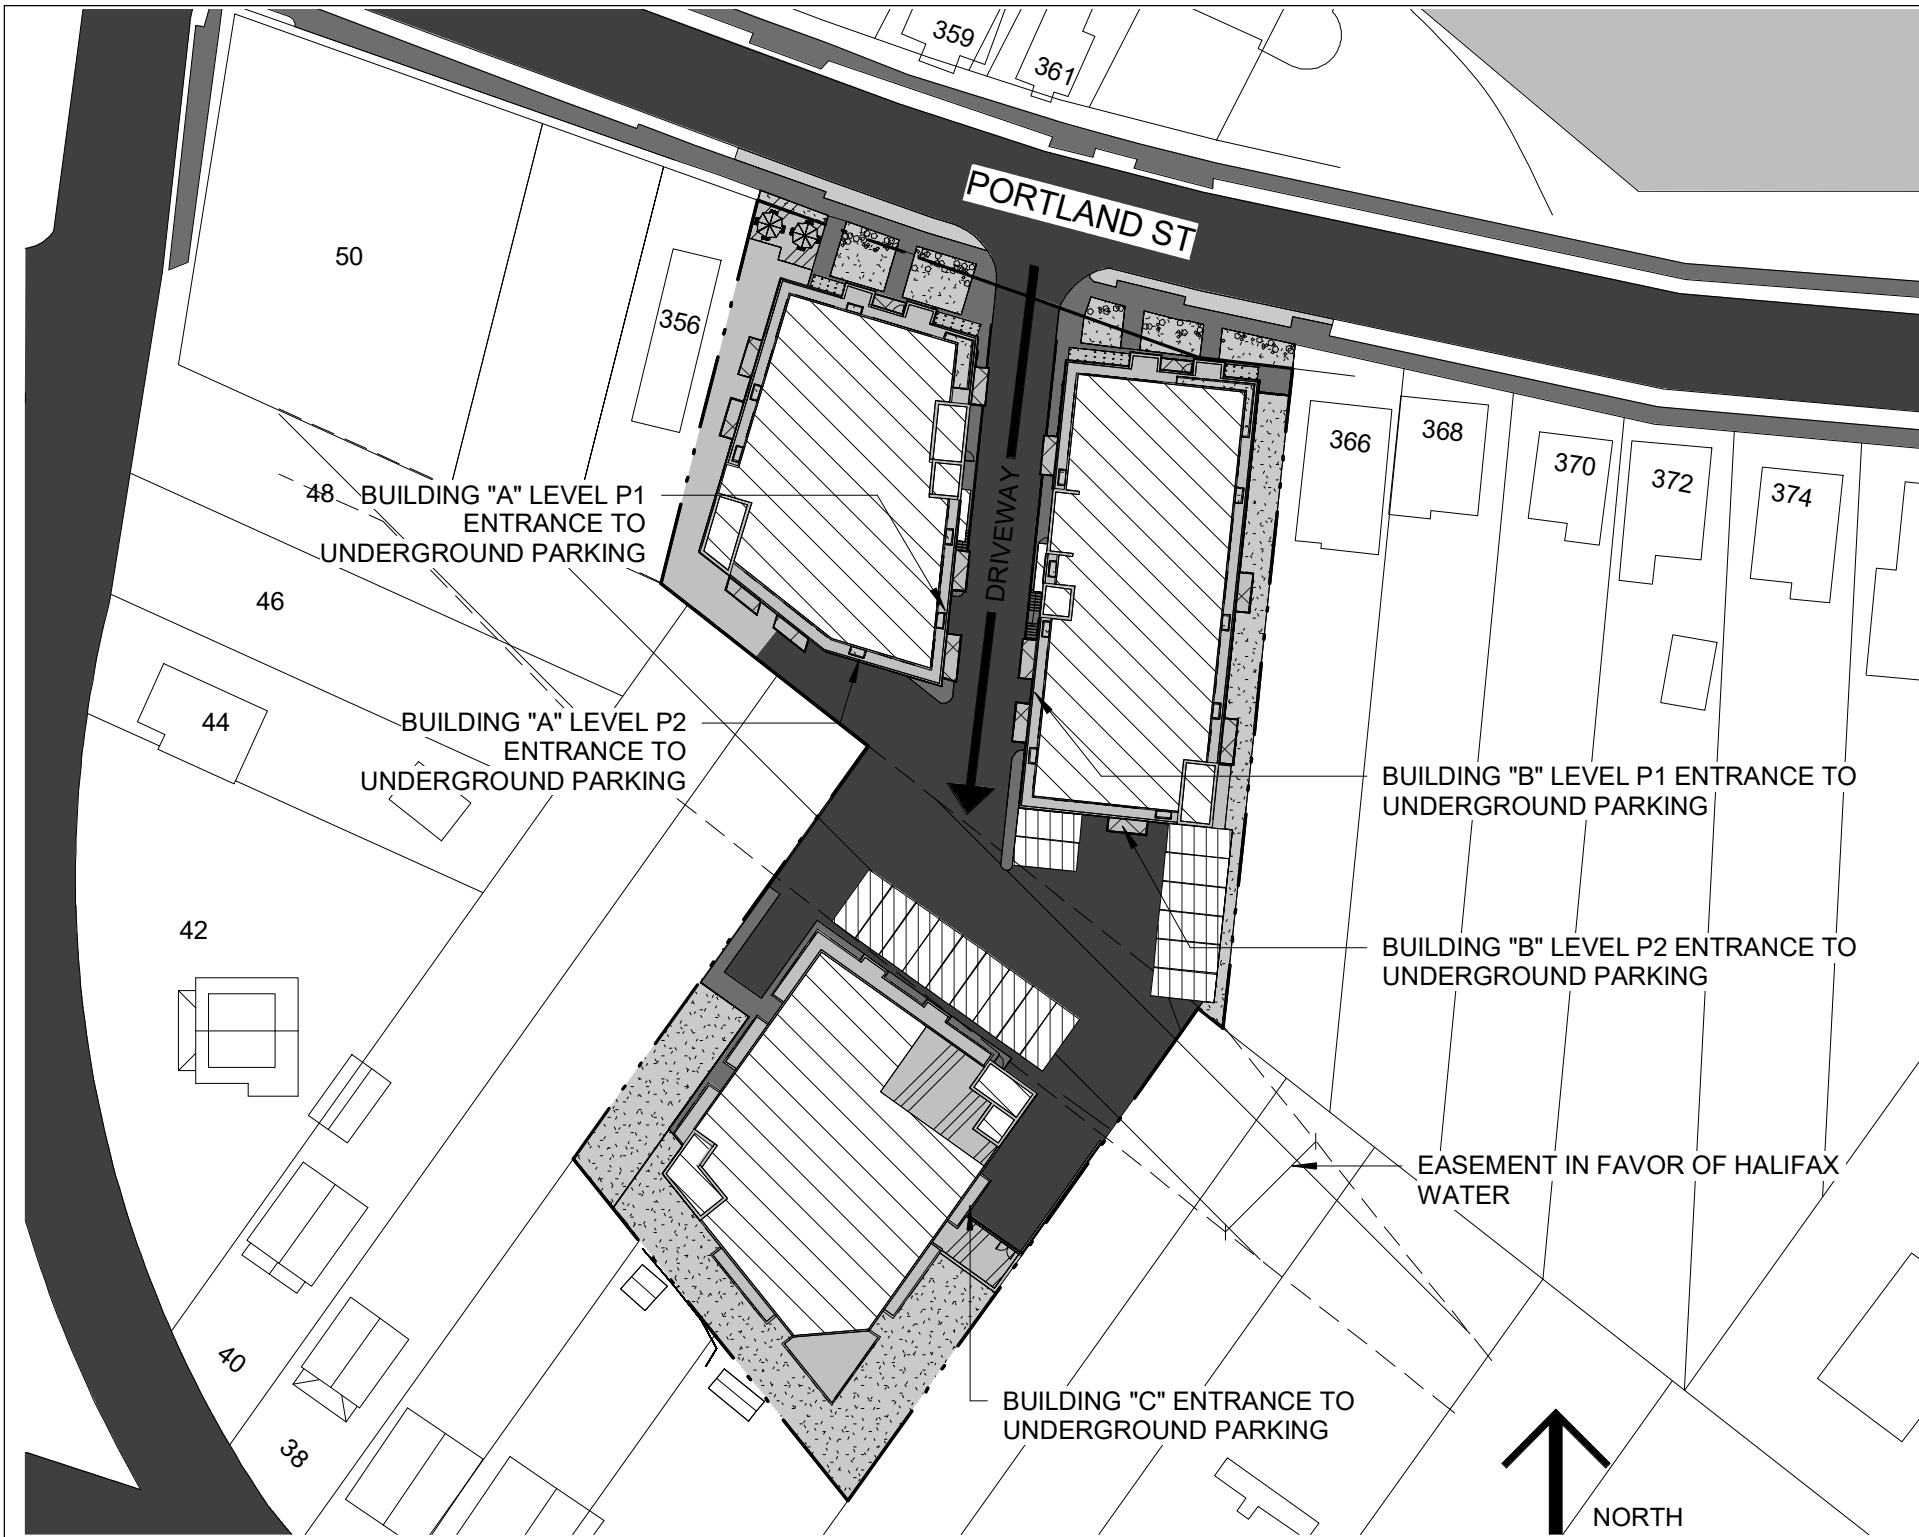 359
361
PORTLAND ST
50
356
366
368
370
372
374
48
BUILDING "A" LEVEL P1
ENTRANCE TO
UNDERGROUND PARKING
DRIVEWAY
46
44
BUILDING "A" LEVEL P2
ENTRANCE TO
UNDERGROUND PARKING
BUILDING "B" LEVEL P1 ENTRANCE TO
UNDERGROUND PARKING
42
BUILDING "B" LEVEL P2 ENTRANCE TO
UNDERGROUND PARKING
EASEMENT IN FAVOR OF HALIFAX
WATER
40
BUILDING "C" ENTRANCE TO
UNDERGROUND PARKING
38
NORTH